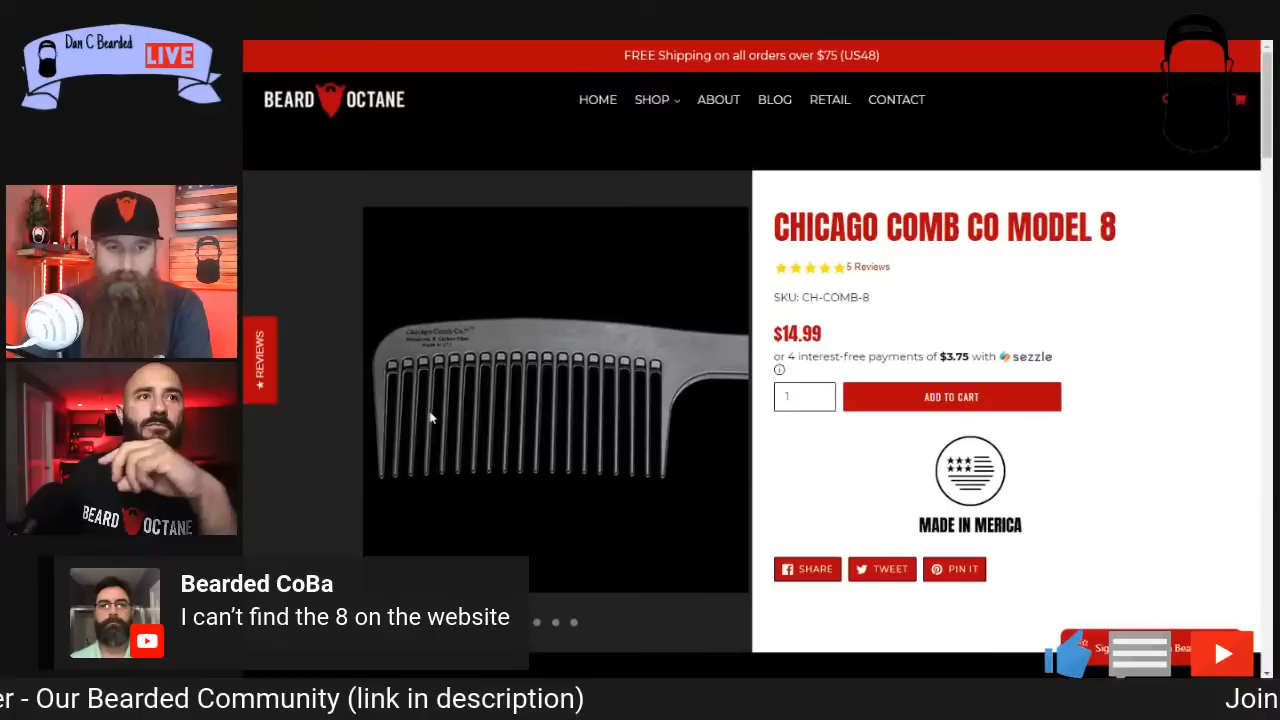 Dan C Bearded
LIVE
FREE Shipping on all orders over $75 (US48)
BEARD OCTANE
HOME SHOP ABOUT BLOG RETAIL CONTACT
★ REVIEWS
Chicago Comb Co.
CHICAGO COMB CO MODEL 8
5 Reviews
SKU: CH-COMB-8
$14.99
or 4 interest-free payments of $3.75 with sezzle
1
ADD TO CART
MADE IN MERICA
SHARE TWEET PIN IT
BEARD OCTANE
Bearded CoBa
I can’t find the 8 on the website
- Our Bearded Community (link in description)
Join